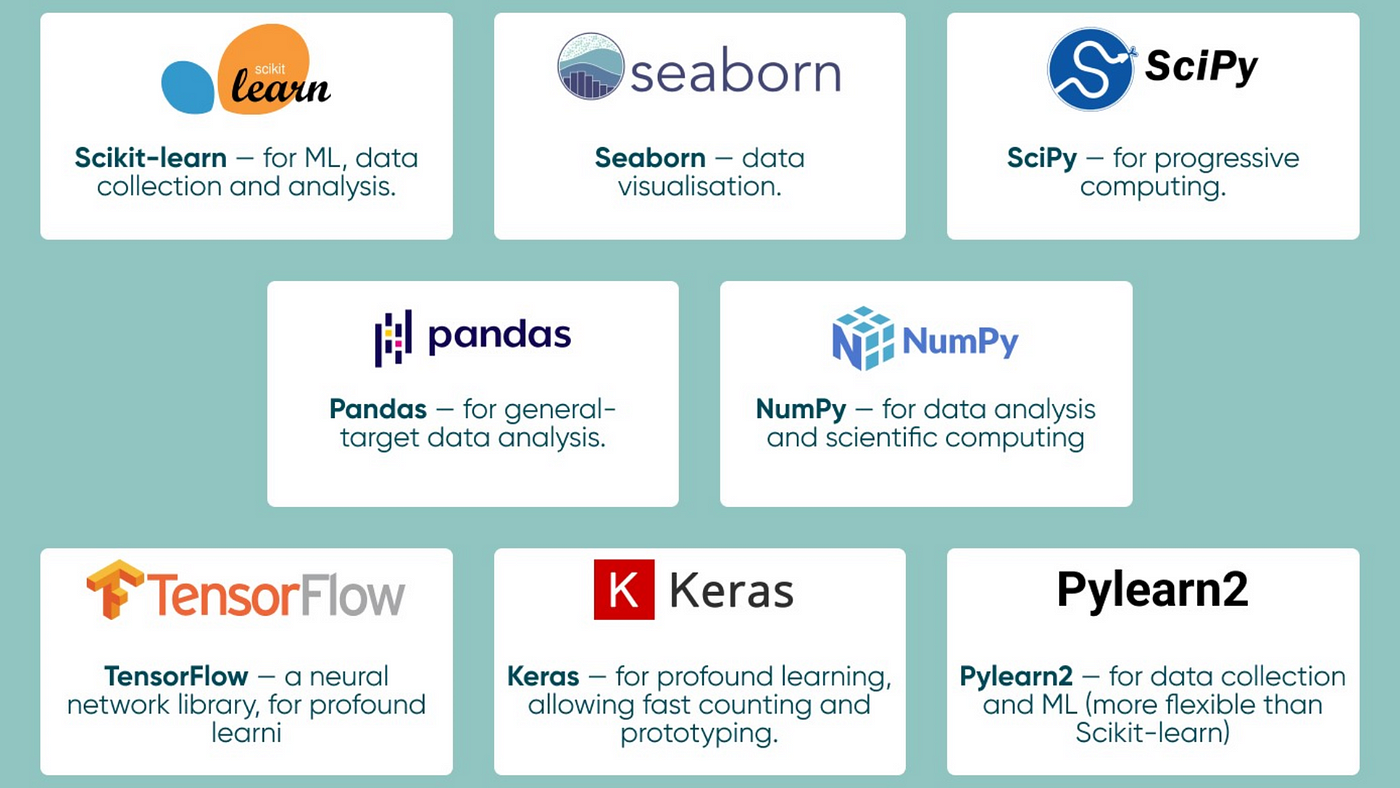 scikit
learn
Scikit-learn — for ML, data
collection and analysis.
seaborn
Seaborn — data
visualisation.
SciPy
SciPy — for progressive
computing.
pandas
Pandas — for general-
target data analysis.
NumPy
NumPy — for data analysis
and scientific computing
TensorFlow
TensorFlow — a neural
network library, for profound
learni
K Keras
Keras — for profound learning,
allowing fast counting and
prototyping.
Pylearn2
Pylearn2 — for data collection
and ML (more flexible than
Scikit-learn)